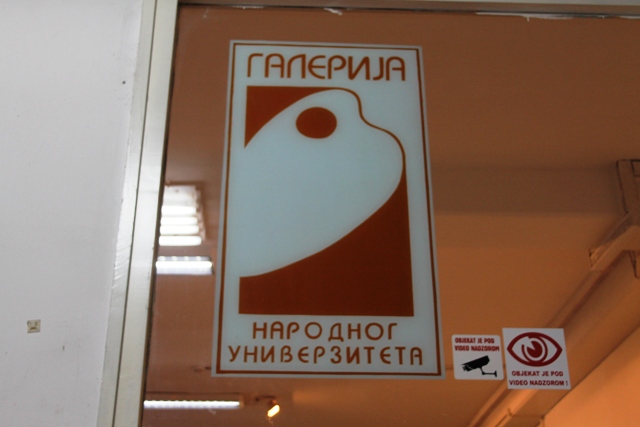 ГАЛЕРИЈА
НАРОДНОГ
УНИВЕРЗИТЕТА
OBJEKAT JE POD
VIDEO NADZOROM
OBJEKAT JE POD
VIDEO NADZOROM !